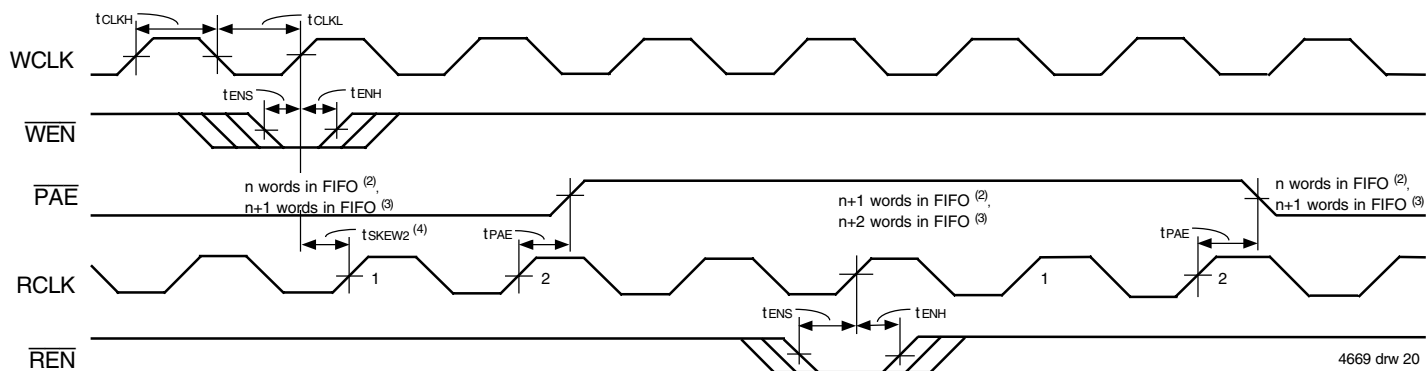 tCLKH
tCLKL
WCLK
tENS
tENH
WEN
PAE
n words in FIFO (2),
n+1 words in FIFO (3)
n+1 words in FIFO (2),
n+2 words in FIFO (3)
n words in FIFO (2),
n+1 words in FIFO (3)
tSKEW2 (4)
tPAE
tPAE
RCLK
1
2
1
2
tENS
tENH
REN
4669 drw 20